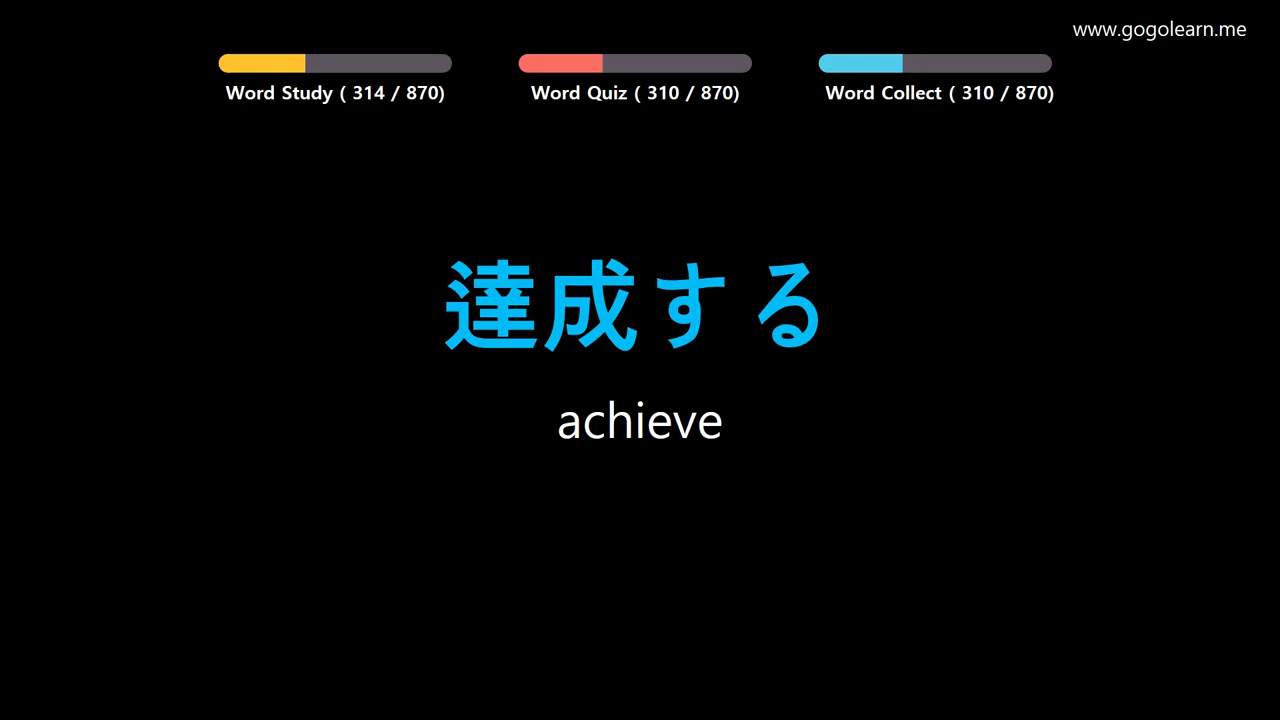 www.gogolearn.me
Word Study ( 314 / 870)
Word Quiz ( 310 / 870)
Word Collect ( 310 / 870)
達成する
achieve